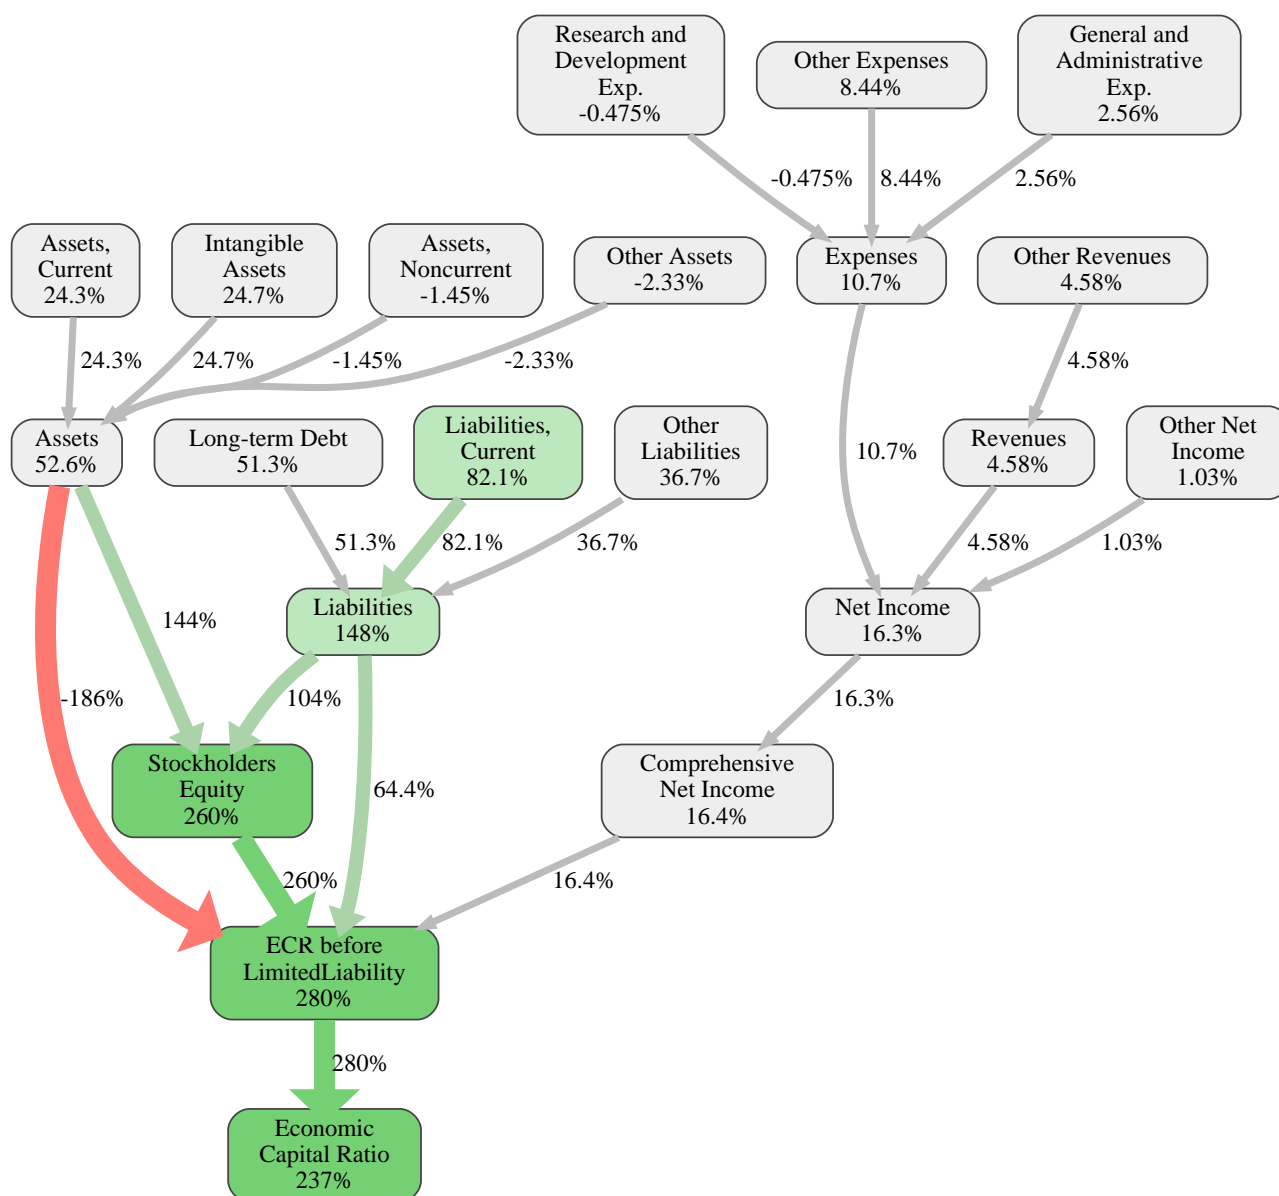 Research and
Development
Exp.
-0.475%
Other Expenses
8.44%
General and
Administrative
Exp.
2.56%
-0.475%
8.44%
2.56%
Assets,
Current
24.3%
Intangible
Assets
24.7%
Assets,
Noncurrent
-1.45%
Other Assets
-2.33%
Expenses
10.7%
Other Revenues
4.58%
24.3%
24.7%
-1.45%
-2.33%
4.58%
Assets
52.6%
Long-term Debt
51.3%
Liabilities,
Current
82.1%
Other
Liabilities
36.7%
10.7%
Revenues
4.58%
Other Net
Income
1.03%
51.3%
82.1%
36.7%
4.58%
1.03%
144%
Liabilities
148%
Net Income
16.3%
-186%
104%
16.3%
Stockholders
Equity
260%
64.4%
Comprehensive
Net Income
16.4%
260%
16.4%
ECR before
LimitedLiability
280%
280%
Economic
Capital Ratio
237%